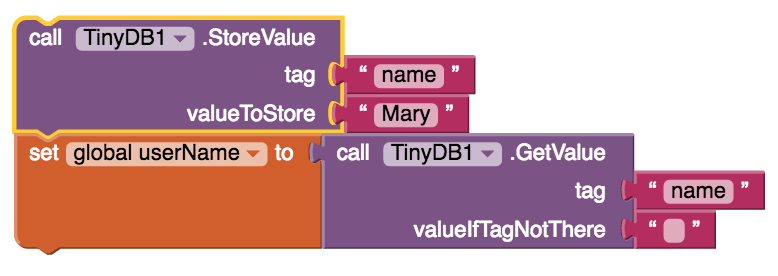 call TinyDB1 .StoreValue
tag “ name ”
valueToStore “ Mary ”
set global userName to call TinyDB1 .GetValue
tag “ name ”
valueIfTagNotThere “ ”